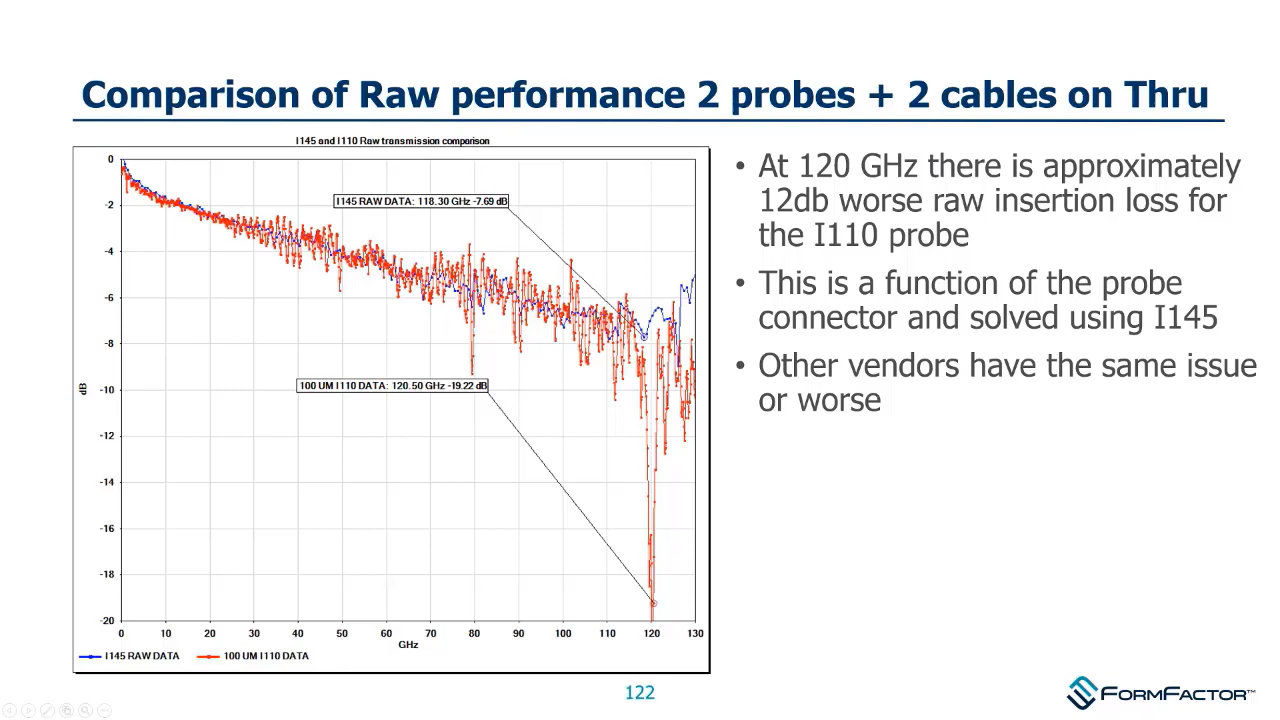 Comparison of Raw performance 2 probes + 2 cables on Thru
I145 and I110 Raw transmission comparison
0
-2
-4
-6
-8
-10
-12
-14
-16
-18
-20
dB
I145 RAW DATA: 118.30 GHz -7.69 dB
100 UM I110 DATA: 120.50 GHz -19.22 dB
0 10 20 30 40 50 60 70 80 90 100 110 120 130
GHz
I145 RAW DATA 100 UM I110 DATA
• At 120 GHz there is approximately
12db worse raw insertion loss for
the I110 probe
• This is a function of the probe
connector and solved using I145
• Other vendors have the same issue
or worse
122
FORMFACTOR™